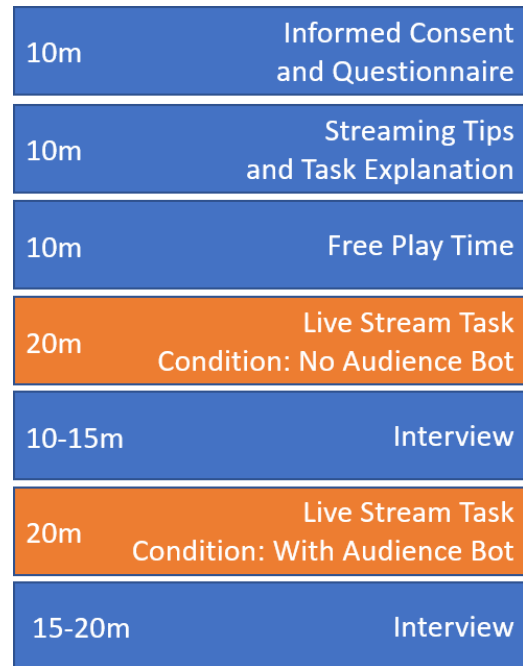 10m
Informed Consent
and Questionnaire
10m
Streaming Tips
and Task Explanation
10m
Free Play Time
20m
Live Stream Task
Condition: No Audience Bot
10-15m
Interview
20m
Live Stream Task
Condition: With Audience Bot
15-20m
Interview